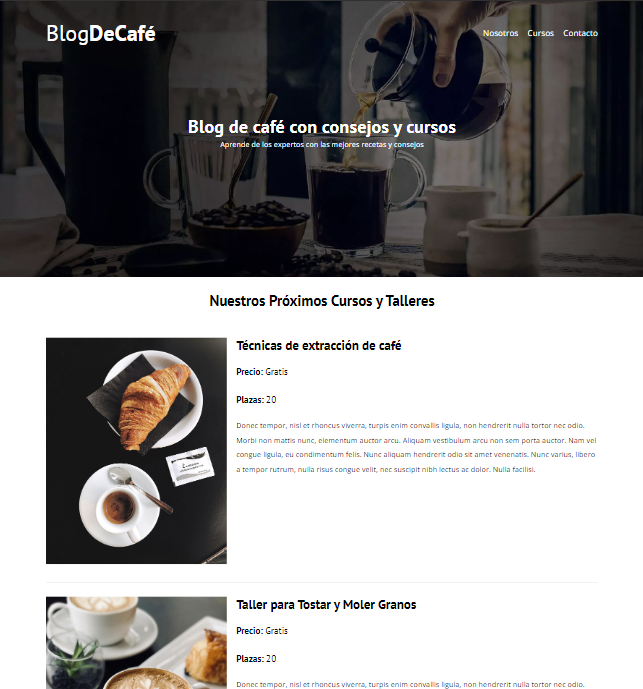 BlogDeCafé
Nosotros Cursos Contacto
Blog de café con consejos y cursos
Aprende de los expertos con las mejores recetas y consejos
Nuestros Próximos Cursos y Talleres
Técnicas de extracción de café
Precio: Gratis
Plazas: 20
Donec tempor, nisl et rhoncus viverra, turpis enim convallis ligula, non hendrerit nulla tortor nec odio.
Morbi non mattis nunc, elementum auctor arcu. Aliquam vestibulum arcu non sem porta auctor. Nam vel
congue ligula, eu condimentum felis. Nunc aliquam hendrerit odio sit amet venenatis. Nunc varius, libero
a tempor rutrum, nulla risus congue velit, nec suscipit nibh lectus ac dolor. Nulla facilisi.
Taller para Tostar y Moler Granos
Precio: Gratis
Plazas: 20
Donec tempor, nisl et rhoncus viverra, turpis enim convallis ligula, non hendrerit nulla tortor nec odio.